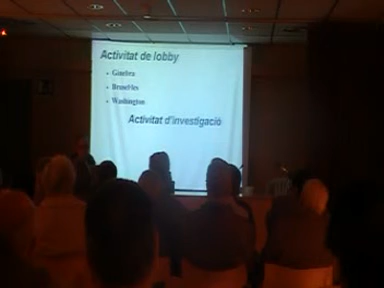 Activitat de lobby
• Ginebra
• Brussel·les
• Washington
Activitat d'investigació